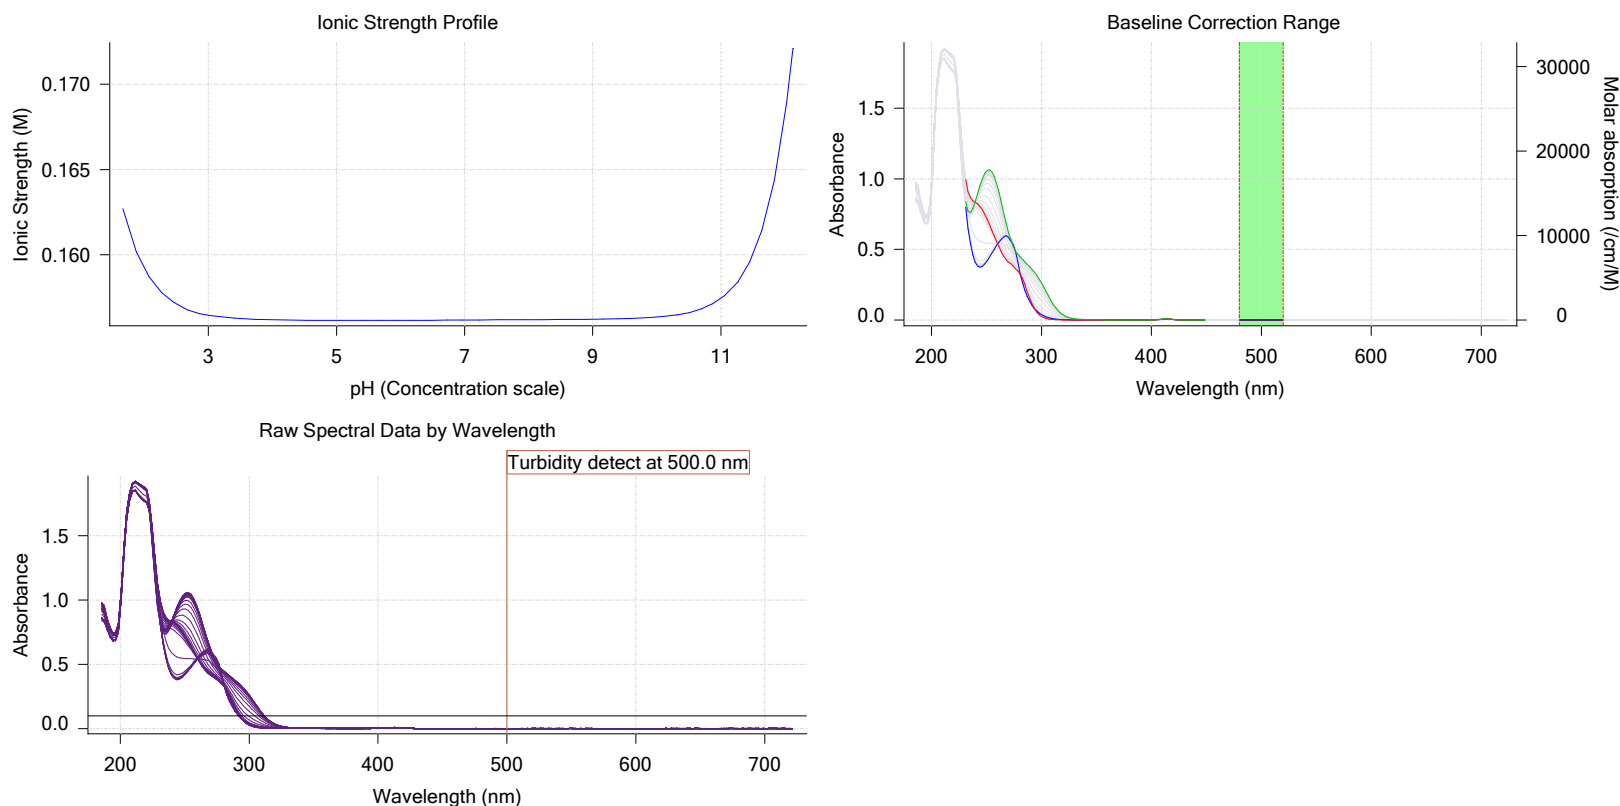 Ionic Strength Profile
Ionic Strength (M)
0.170
0.165
0.160
3 5 7 9 11
pH (Concentration scale)
Baseline Correction Range
Absorbance
1.5
1.0
0.5
0.0
30000
20000
10000
0
Molar absorption (/cm/M)
200 300 400 500 600 700
Wavelength (nm)
Raw Spectral Data by Wavelength
Turbidity detect at 500.0 nm
Absorbance
1.5
1.0
0.5
0.0
200 300 400 500 600 700
Wavelength (nm)